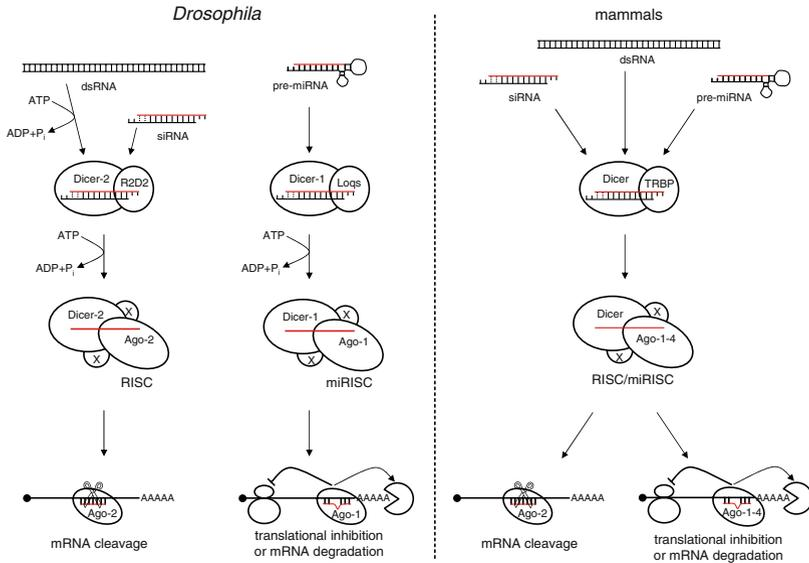 Drosophila
mammals
dsRNA
ATP
ADP+Pi
siRNA
pre-miRNA
dsRNA
siRNA
pre-miRNA
Dicer-2
R2D2
Dicer-1
Loqs
Dicer
TRBP
ATP
ADP+Pi
ATP
ADP+Pi
Dicer-2
X
Ago-2
X
RISC
Dicer-1
X
Ago-1
X
miRISC
Dicer
X
Ago-1-4
X
RISC/miRISC
AAAAA
Ago-2
mRNA cleavage
AAAAA
Ago-1
translational inhibition
or mRNA degradation
AAAAA
Ago-2
mRNA cleavage
AAAAA
Ago-1-4
translational inhibition
or mRNA degradation